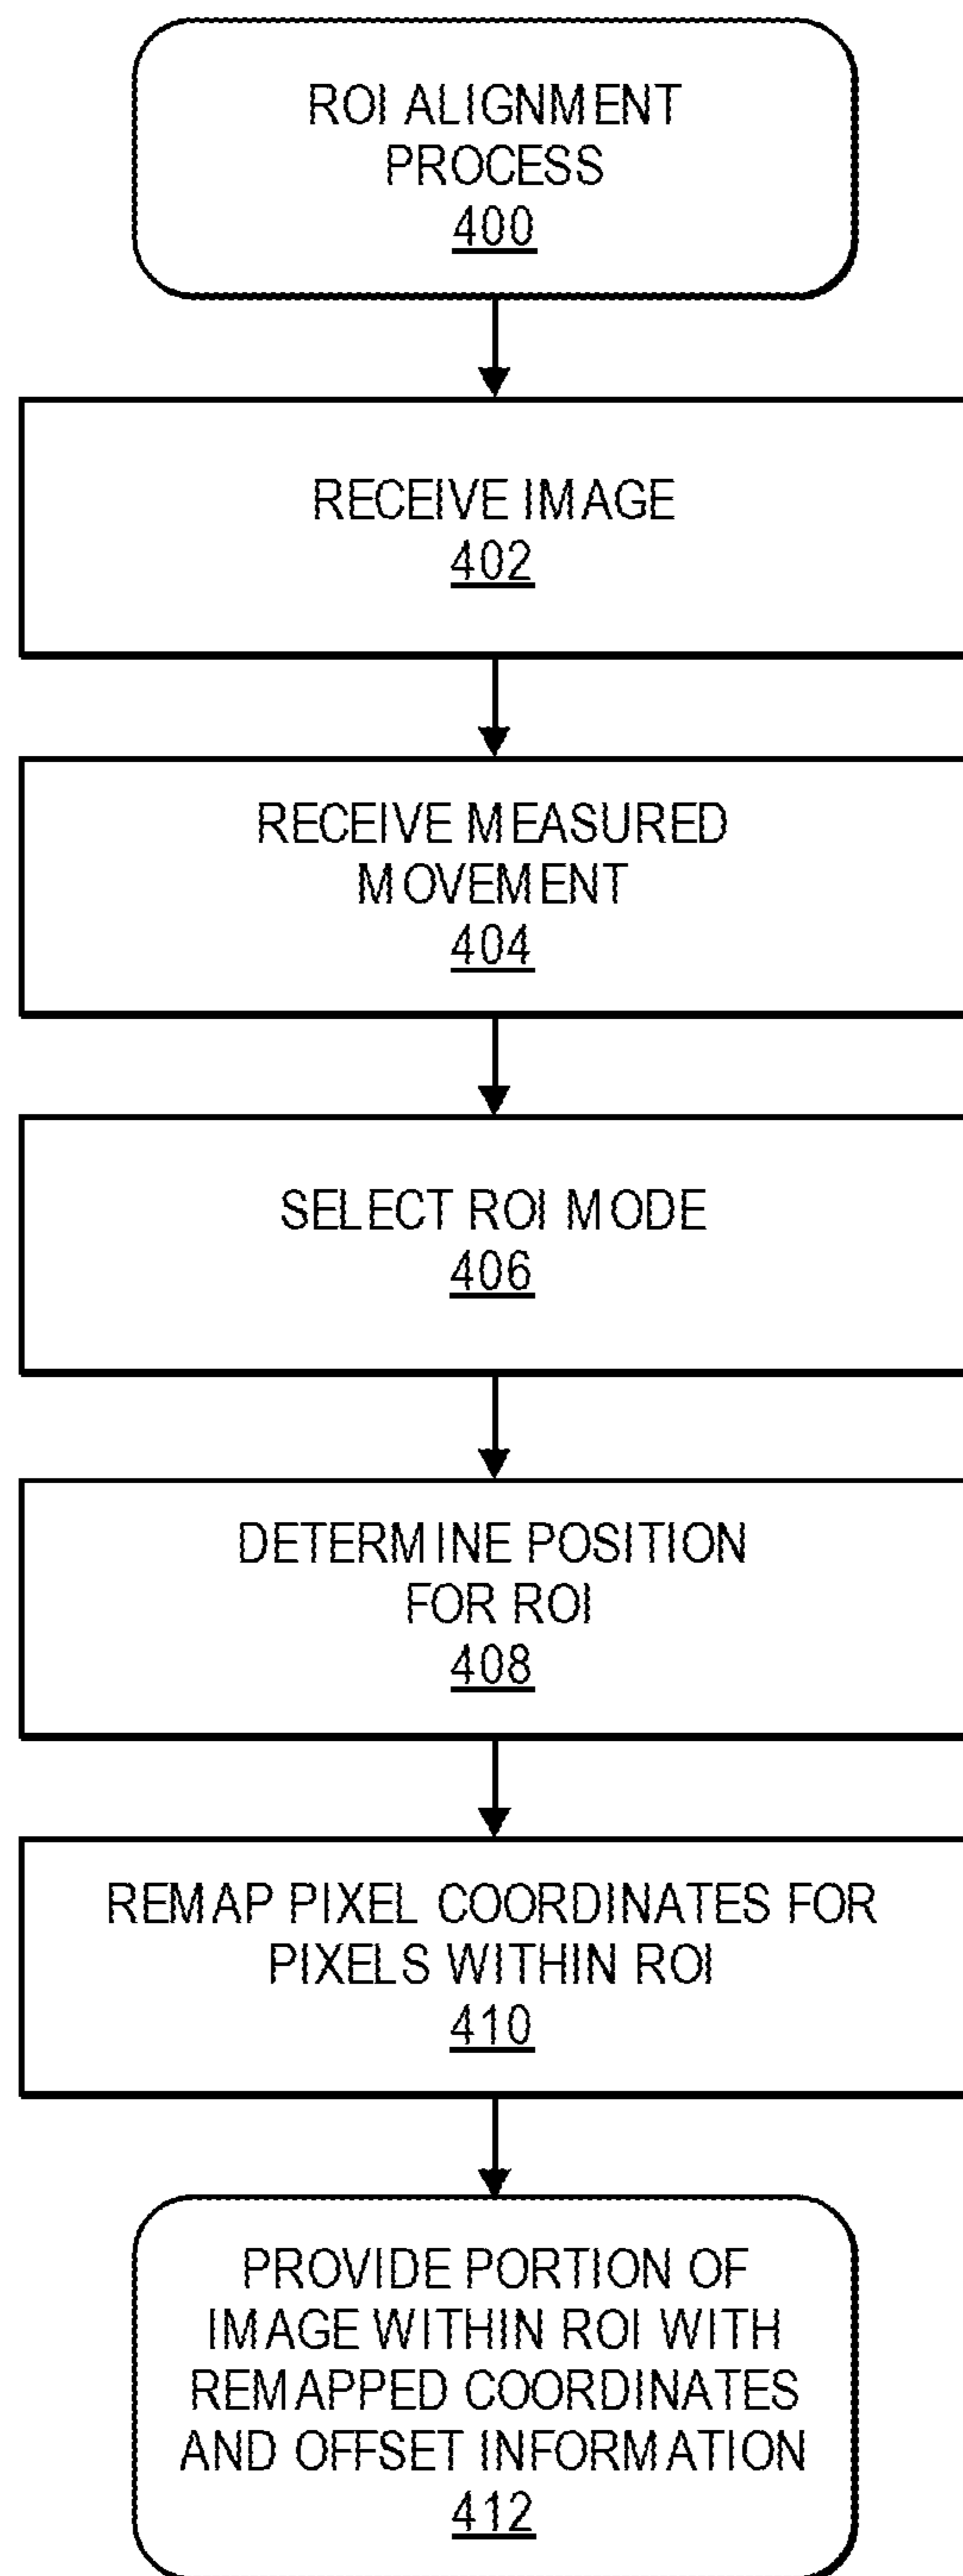 ROI ALIGNMENT
PROCESS
400
RECEIVE IMAGE
402
RECEIVE MEASURED
MOVEMENT
404
SELECT ROI MODE
406
DETERMINE POSITION
FOR ROI
408
REMAP PIXEL COORDINATES FOR
PIXELS WITHIN ROI
410
PROVIDE PORTION OF
IMAGE WITHIN ROI WITH
REMAPPED COORDINATES
AND OFFSET INFORMATION
412